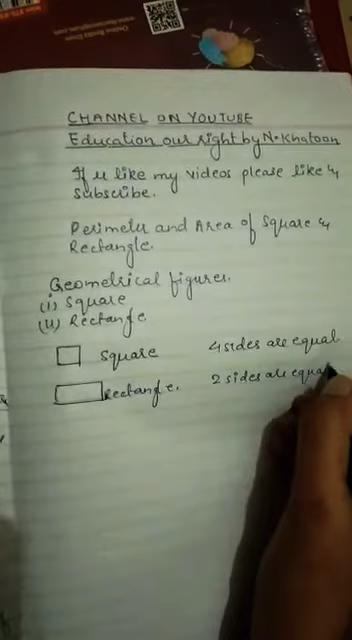 CHANNEL ON YOUTUBE
Education our right by N. Khatoon
If u like my videos please like &
Subscribe.
Perimeter and Area of Square &
Rectangle.
Geometrical figures.
(i) Square
(ii) Rectangle
Square 4 sides are equal
Rectangle. 2 sides are equal